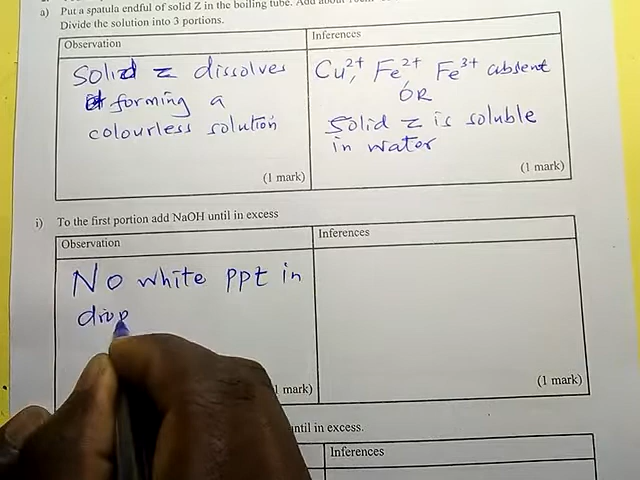 a) Put a spatula endful of solid Z in the boiling tube. Add about
Divide the solution into 3 portions.
Observation
Inferences
Solid Z dissolves
forming a
colourless solution
(1 mark)
Cu²⁺, Fe²⁺, Fe³⁺ absent
OR
Solid Z is soluble
in water
(1 mark)
i) To the first portion add NaOH until in excess
Observation
Inferences
No white ppt in
drop
1 mark)
(1 mark)
until in excess.
Inferences